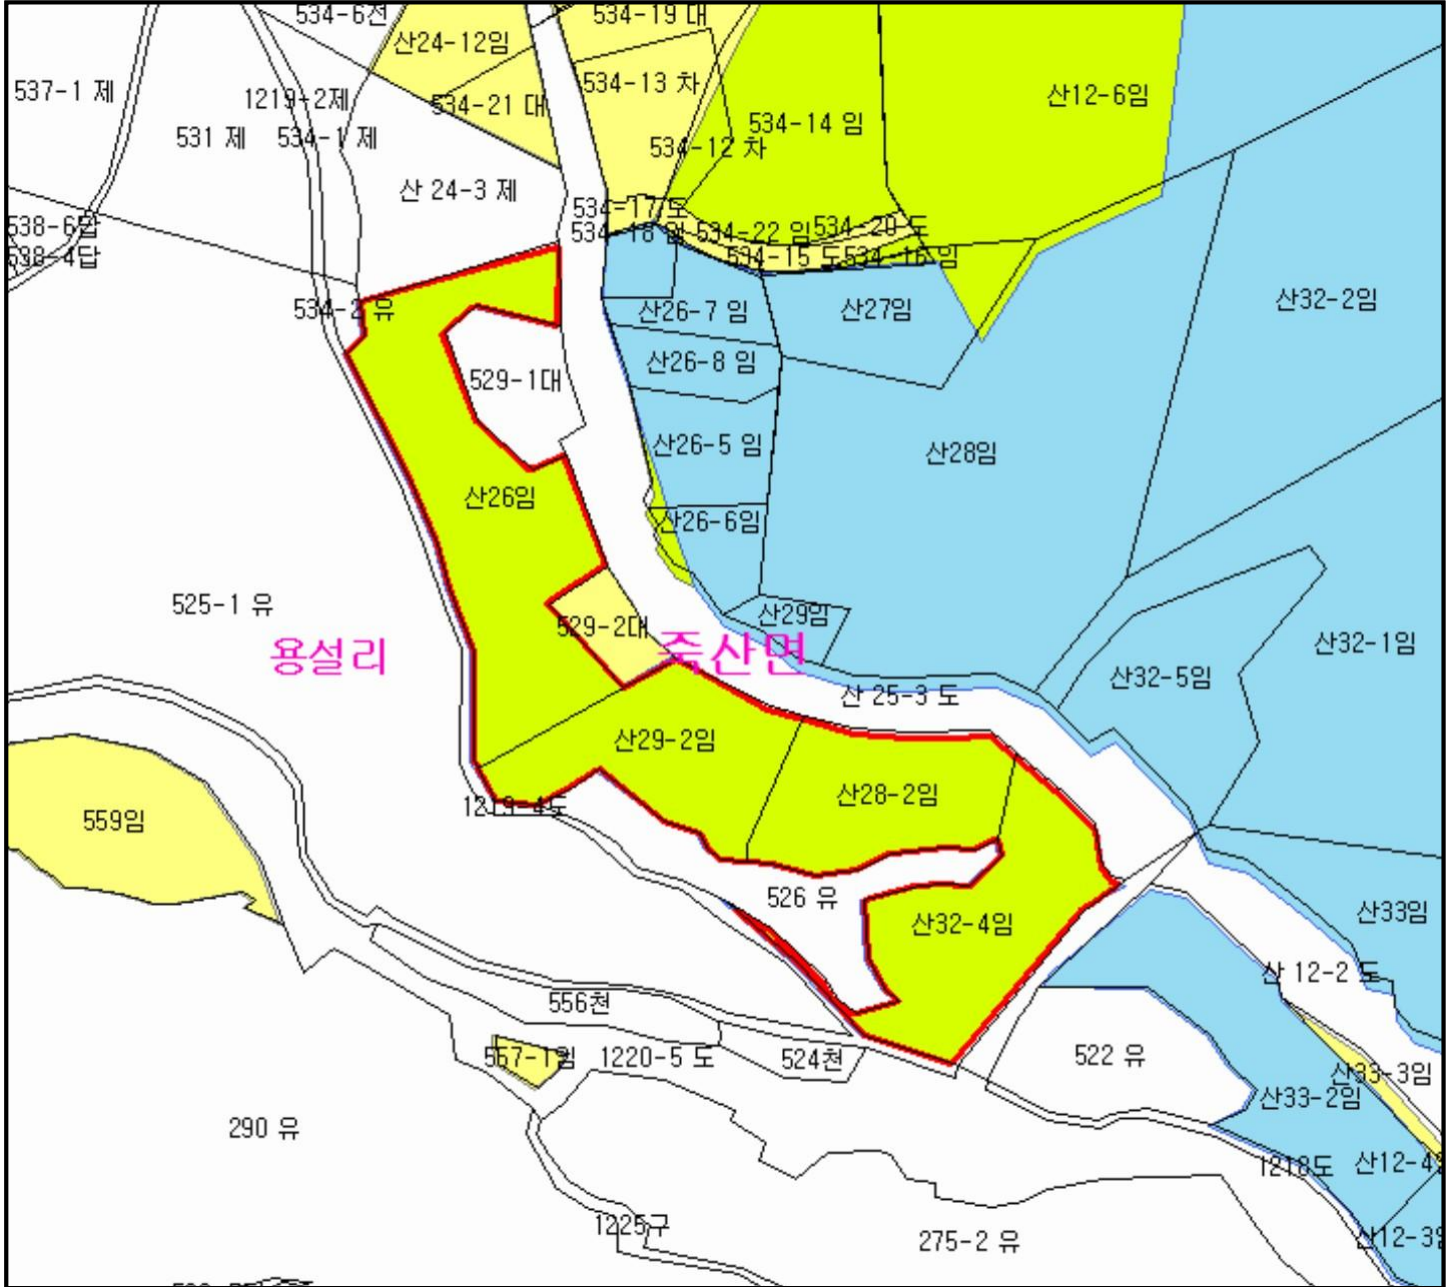 534-6전
534-19 대
산24-12임
534-13 차
537-1 제
1219-2제
534-21 대
산12-6임
534-14 임
531 제
534-1 제
534-12 차
산 24-3 제
534-17 도
538-6답
534-22 임
534-20 도
538-4답
534-15 도
534-16 임
534-2 유
산26-7 임
산27임
산32-2임
산26-8 임
529-1대
산26-5 임
산28임
산26임
산26-6임
525-1 유
산29임
529-2대
용설리
죽산면
산32-1임
산32-5임
산 25-3 도
산29-2임
산28-2임
1219-4도
559임
526 유
산32-4임
산33임
산 12-2 도
556천
557-1임
1220-5 도
524천
522 유
산33-3임
산33-2임
290 유
1218도
산12-4
1225구
275-2 유
산12-3